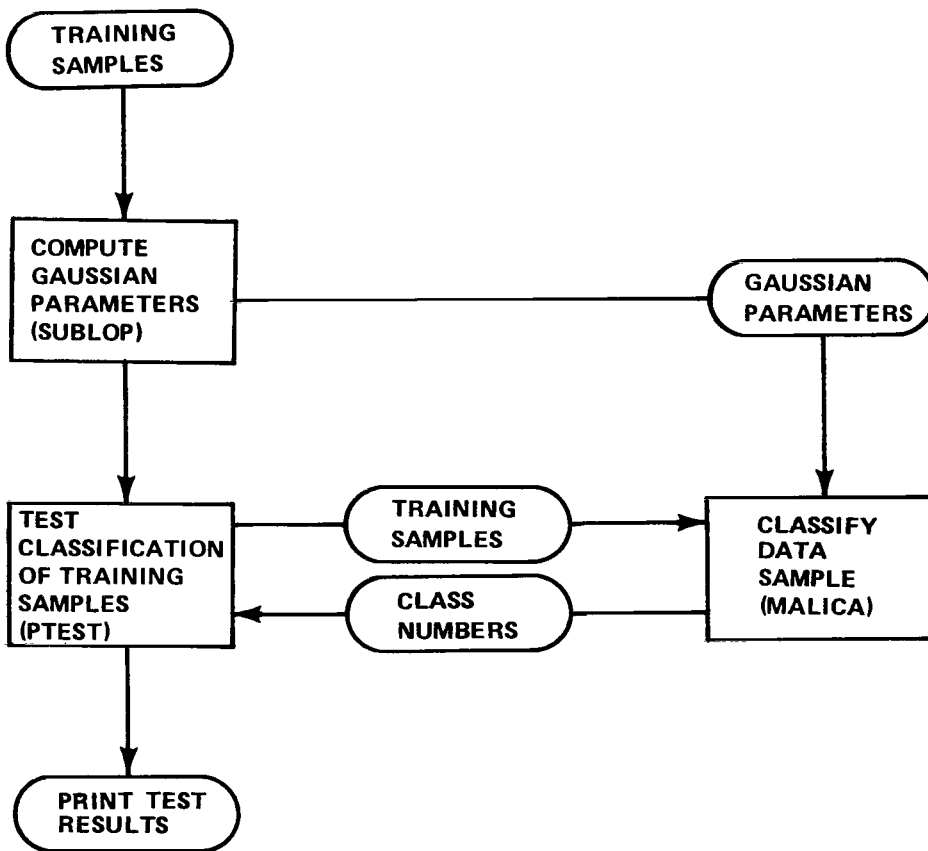 TRAINING
SAMPLES
COMPUTE
GAUSSIAN
PARAMETERS
(SUBLOP)
GAUSSIAN
PARAMETERS
TEST
CLASSIFICATION
OF TRAINING
SAMPLES
(PTEST)
TRAINING
SAMPLES
CLASS
NUMBERS
CLASSIFY
DATA
SAMPLE
(MALICA)
PRINT TEST
RESULTS